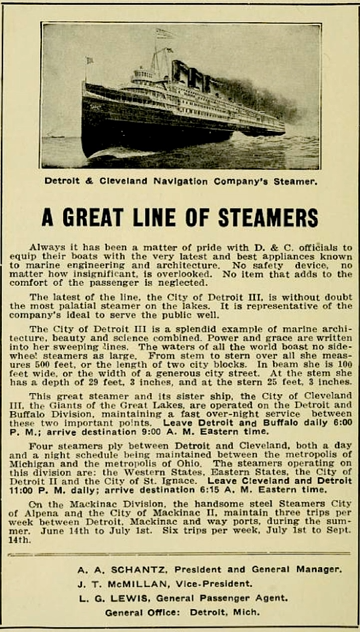 Detroit & Cleveland Navigation Company's Steamer.
A GREAT LINE OF STEAMERS
Always it has been a matter of pride with D. & C. officials to
equip their boats with the very latest and best appliances known
to marine engineering and architecture. No safety device, no
matter how insignificant, is overlooked. No item that adds to the
comfort of the passenger is neglected.
The latest of the line, the City of Detroit III, is without doubt
the most palatial steamer on the lakes. It is representative of the
company's ideal to serve the public well.
The City of Detroit III is a splendid example of marine archi-
tecture, beauty and science combined. Power and grace are written
into her sweeping lines. The waters of all the world boast no side-
wheel steamers as large. From stem to stern over all she meas-
ures 500 feet, or the length of two city blocks. In beam she is 100
feet wide, or the width of a generous city street. At the stem she
has a depth of 29 feet, 3 inches, and at the stern 25 feet, 3 inches.
This great steamer and its sister ship, the City of Cleveland
III, the Giants of the Great Lakes, are operated on the Detroit and
Buffalo Division, maintaining a fast over-night service between
these two important points. Leave Detroit and Buffalo daily 6:00
P. M.; arrive destination 9:00 A. M. Eastern time.
Four steamers ply between Detroit and Cleveland, both a day
and a night schedule being maintained between the metropolis of
Michigan and the metropolis of Ohio. The steamers operating on
this division are: the Western States, Eastern States, the City of
Detroit II and the City of St. Ignace. Leave Cleveland and Detroit
11:00 P. M. daily; arrive destination 6:15 A. M. Eastern time.
On the Mackinac Division, the handsome steel Steamers City
of Alpena and the City of Mackinac II, maintain three trips per
week between Detroit, Mackinac and way ports, during the sum-
mer. June 14th to July 1st. Six trips per week, July 1st to Sept.
14th.
A. A. SCHANTZ, President and General Manager.
J. T. McMILLAN, Vice-President.
L. G. LEWIS, General Passenger Agent.
General Office: Detroit, Mich.